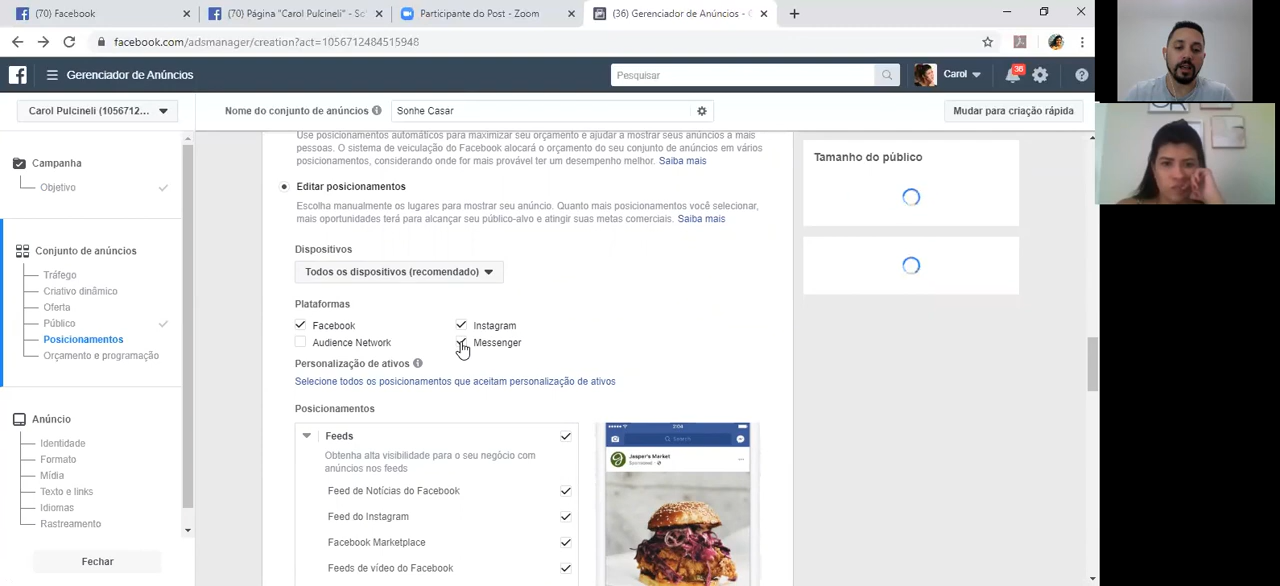 (70) Facebook
(70) Página "Carol Pulcineli" - So
Participante do Post - Zoom
(36) Gerenciador de Anúncios - C
facebook.com/adsmanager/creation?act=1056712484515948
Gerenciador de Anúncios
Pesquisar
Carol
36
Carol Pulcineli (1056712...
Nome do conjunto de anúncios
Sonhe Casar
Mudar para criação rápida
Campanha
Objetivo
Conjunto de anúncios
Tráfego
Criativo dinâmico
Oferta
Público
Posicionamentos
Orçamento e programação
Anúncio
Identidade
Formato
Mídia
Texto e links
Idiomas
Rastreamento
Fechar
Use posicionamentos automáticos para maximizar seu orçamento e ajudar a mostrar seus anúncios a mais
pessoas. O sistema de veiculação do Facebook alocará o orçamento do seu conjunto de anúncios em vários
posicionamentos, considerando onde for mais provável ter um desempenho melhor. Saiba mais
Editar posicionamentos
Escolha manualmente os lugares para mostrar seu anúncio. Quanto mais posicionamentos você selecionar,
mais oportunidades terá para alcançar seu público-alvo e atingir suas metas comerciais. Saiba mais
Dispositivos
Todos os dispositivos (recomendado)
Plataformas
Facebook
Instagram
Audience Network
Messenger
Personalização de ativos
Selecione todos os posicionamentos que aceitam personalização de ativos
Posicionamentos
Feeds
Obtenha alta visibilidade para o seu negócio com
anúncios nos feeds
Feed de Notícias do Facebook
Feed do Instagram
Facebook Marketplace
Feeds de vídeo do Facebook
2:04
Search
Jasper's Market
Sponsored
Tamanho do público